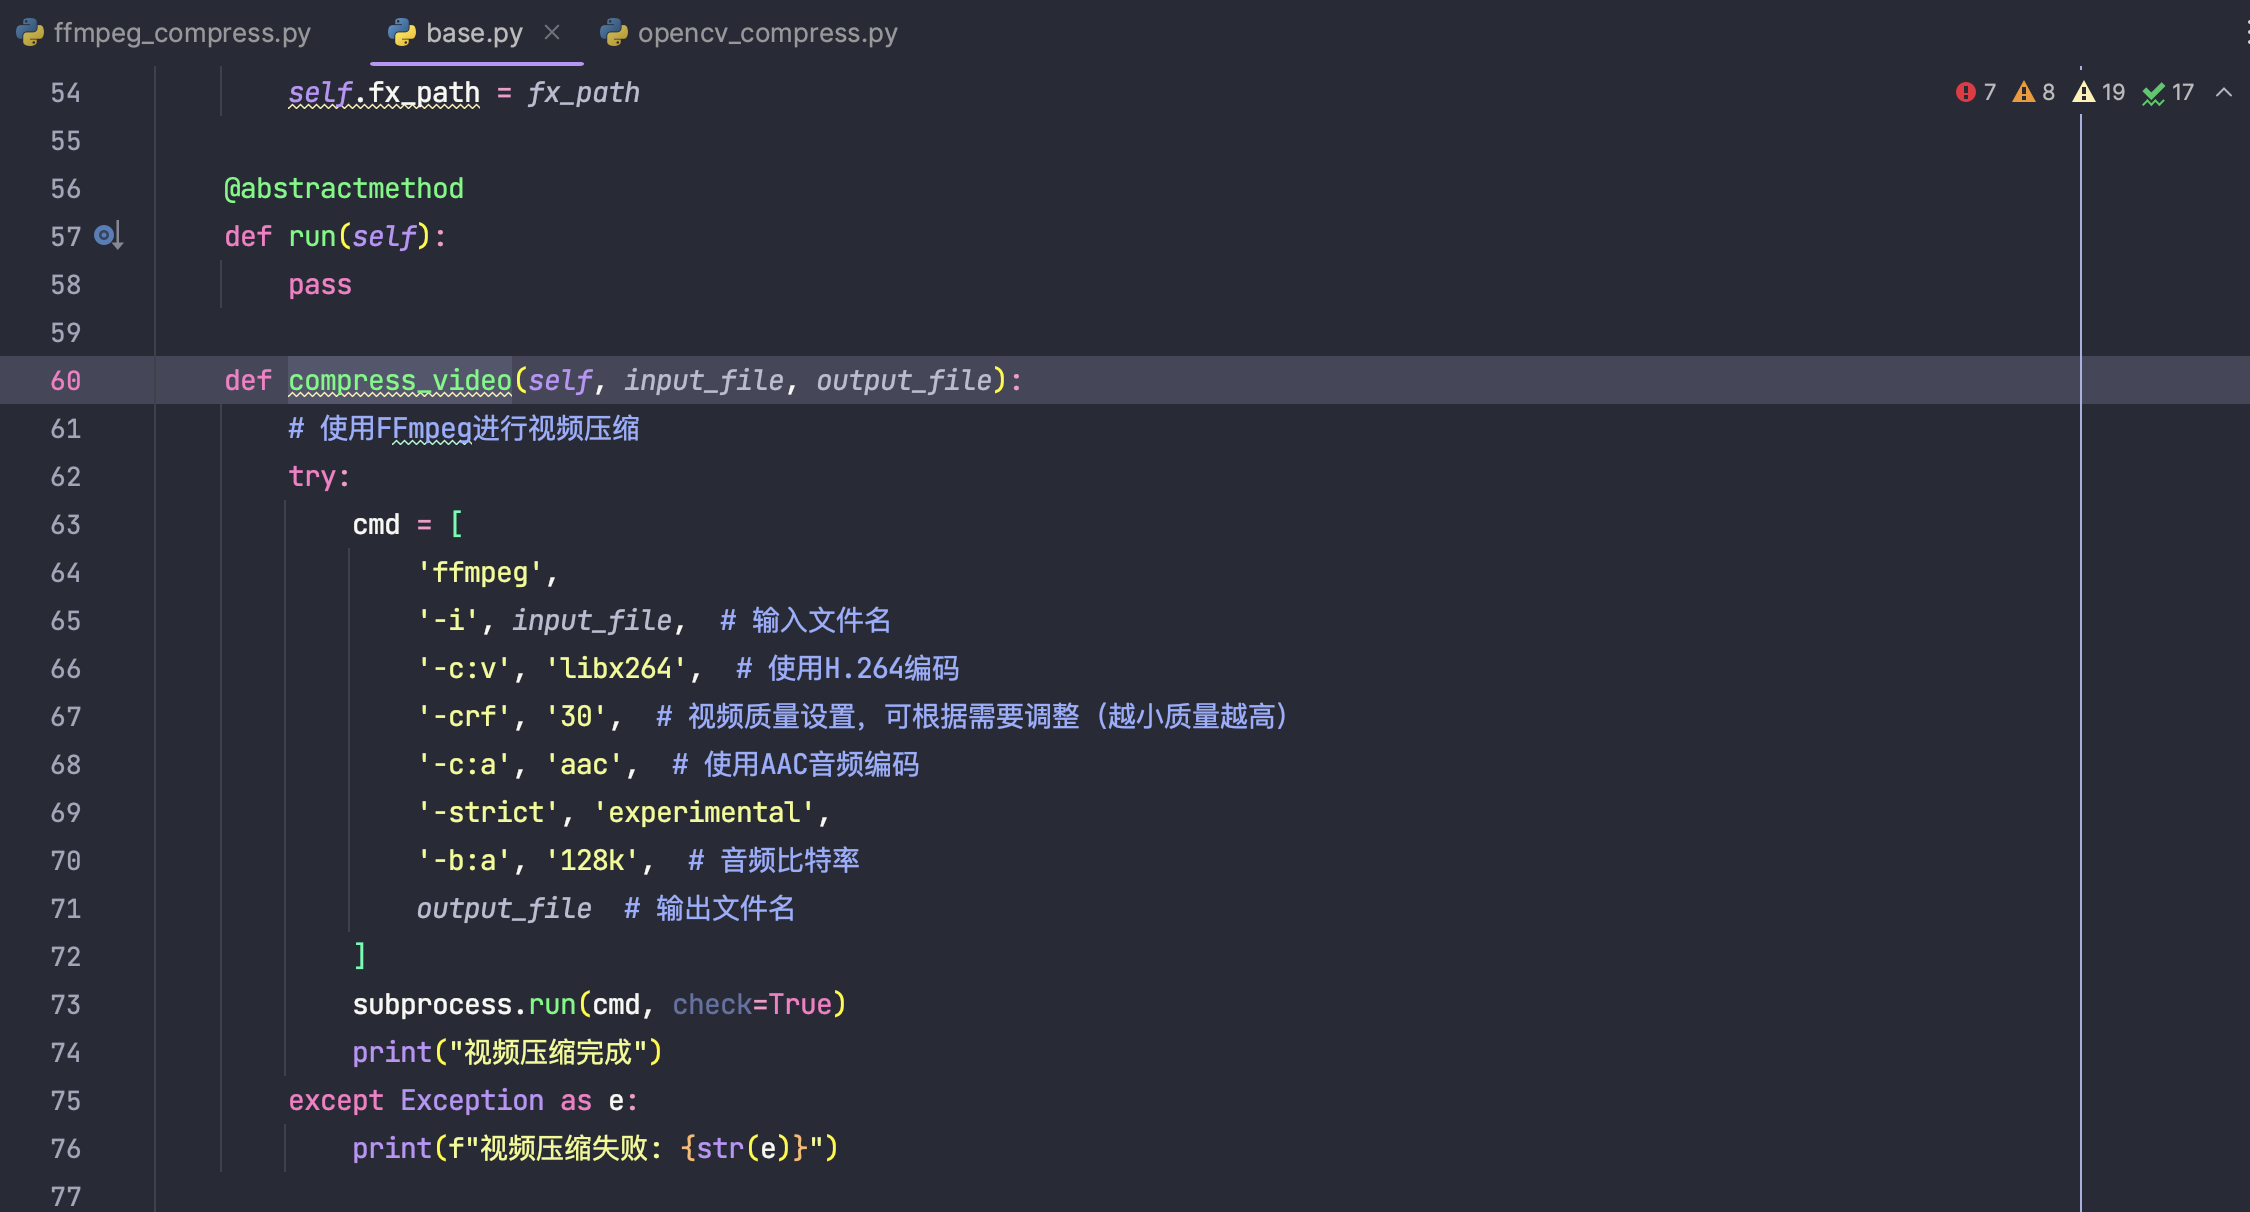 ffmpeg_compress.py base.py opencv_compress.py
54 self.fx_path = fx_path 7 8 19 17
55
56 @abstractmethod
57 def run(self):
58 pass
59
60 def compress_video(self, input_file, output_file):
61 # 使用FFmpeg进行视频压缩
62 try:
63 cmd = [
64 'ffmpeg',
65 '-i', input_file,  # 输入文件名
66 '-c:v', 'libx264',  # 使用H.264编码
67 '-crf', '30',  # 视频质量设置，可根据需要调整（越小质量越高）
68 '-c:a', 'aac',  # 使用AAC音频编码
69 '-strict', 'experimental',
70 '-b:a', '128k',  # 音频比特率
71 output_file  # 输出文件名
72 ]
73 subprocess.run(cmd, check=True)
74 print("视频压缩完成")
75 except Exception as e:
76 print(f"视频压缩失败: {str(e)}")
77